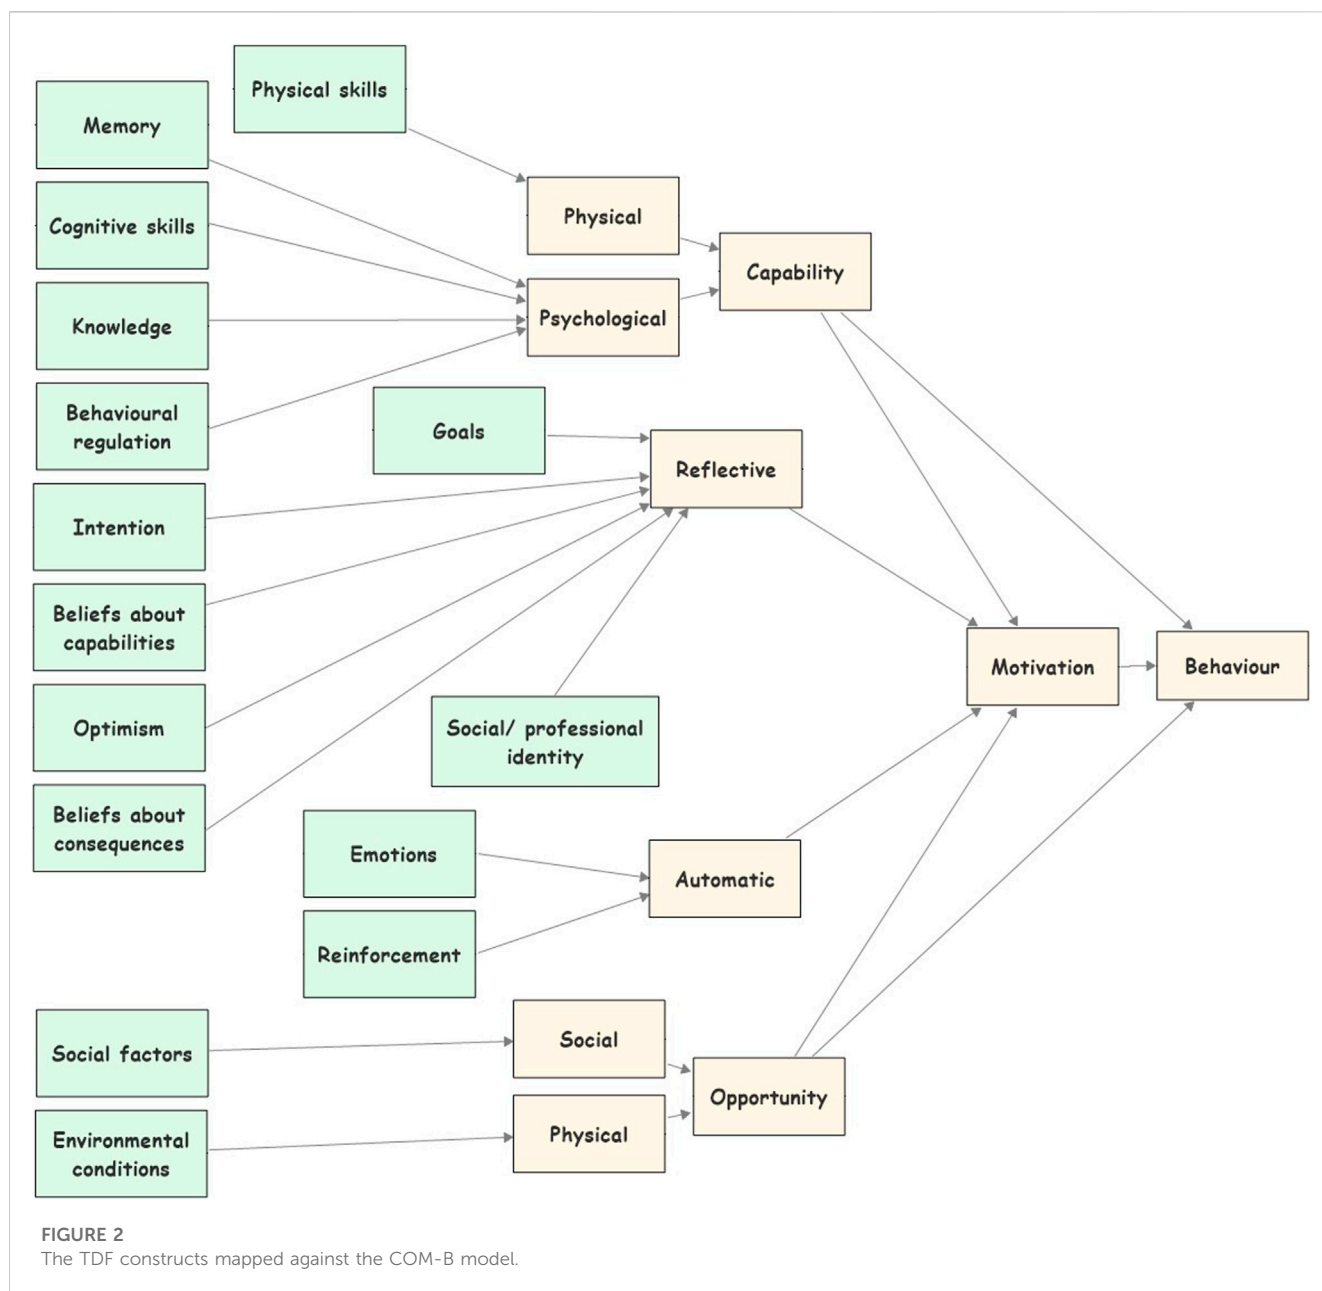 Physical skills
Memory
Physical
Cognitive skills
Capability
Psychological
Knowledge
Behavioural
regulation
Goals
Reflective
Intention
Beliefs about
capabilities
Motivation
Behaviour
Optimism
Social/ professional
identity
Beliefs about
consequences
Emotions
Automatic
Reinforcement
Social
Social factors
Opportunity
Physical
Environmental
conditions
FIGURE 2
The TDF constructs mapped against the COM-B model.